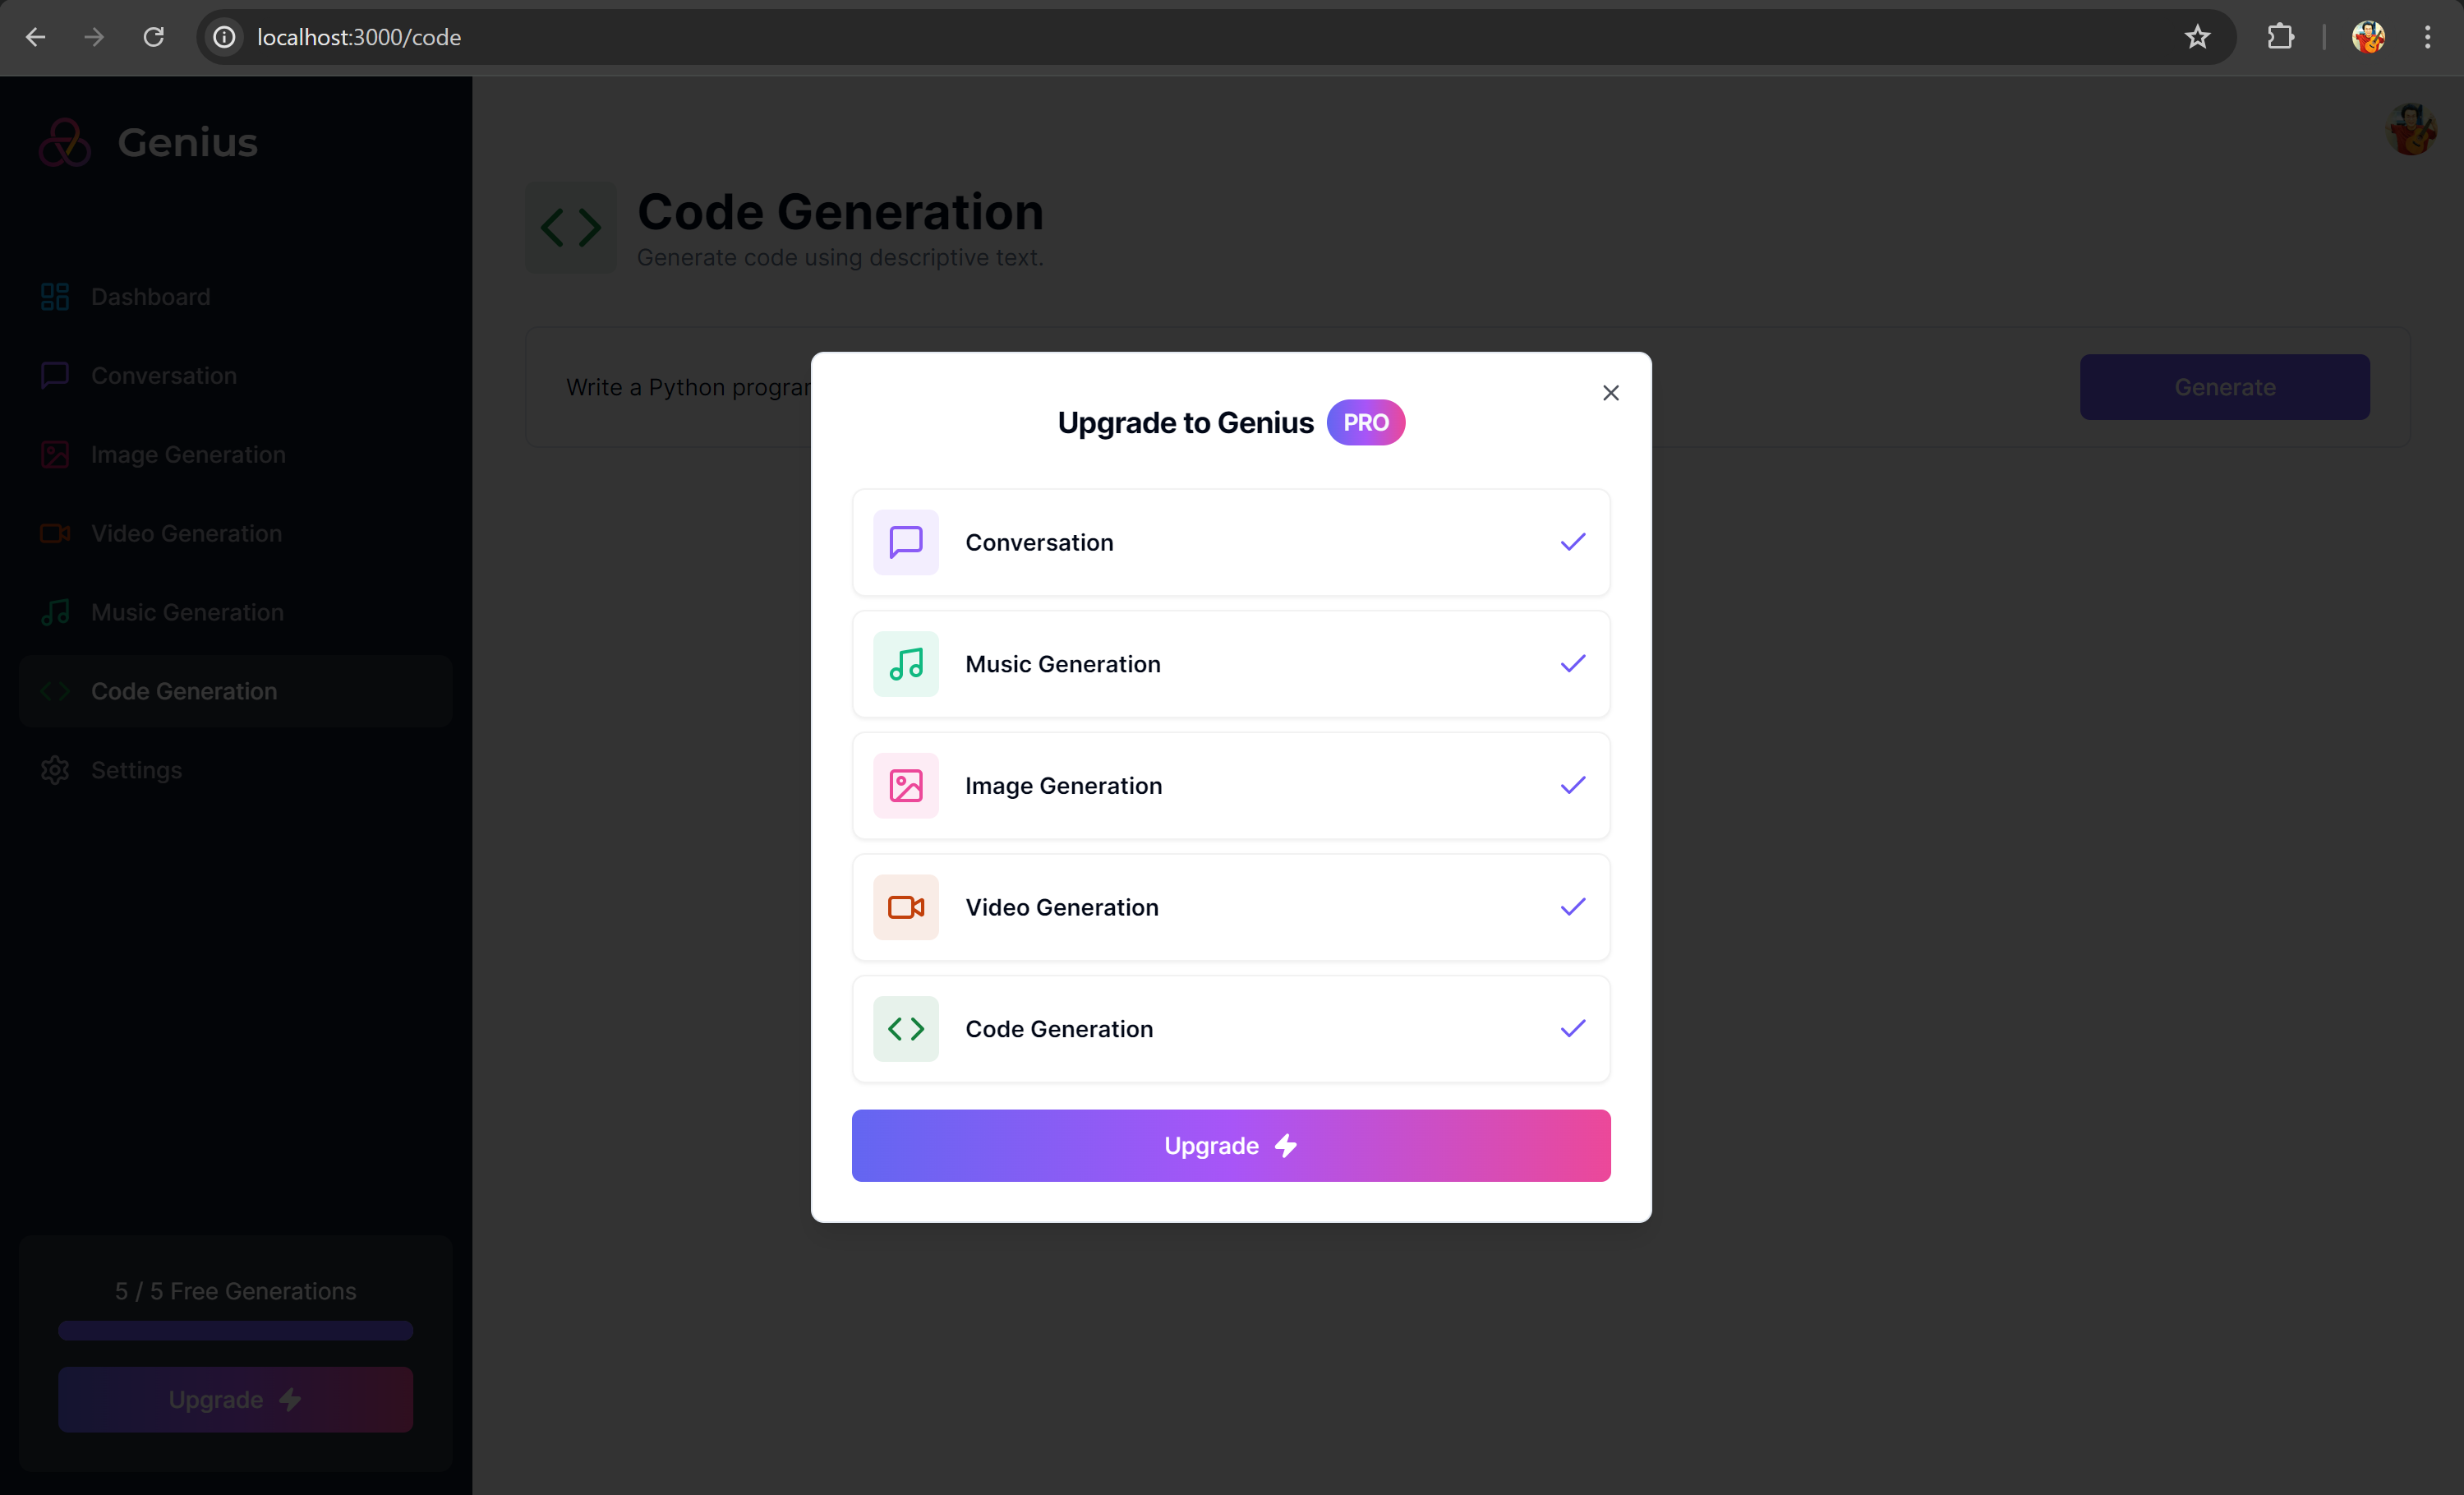 localhost:3000/code
Genius
Dashboard
Conversation
Image Generation
Video Generation
Music Generation
Code Generation
Settings
5 / 5 Free Generations
Upgrade
Code Generation
Generate code using descriptive text.
Write a Python
Generate
Upgrade to Genius PRO
Conversation
Music Generation
Image Generation
Video Generation
Code Generation
Upgrade